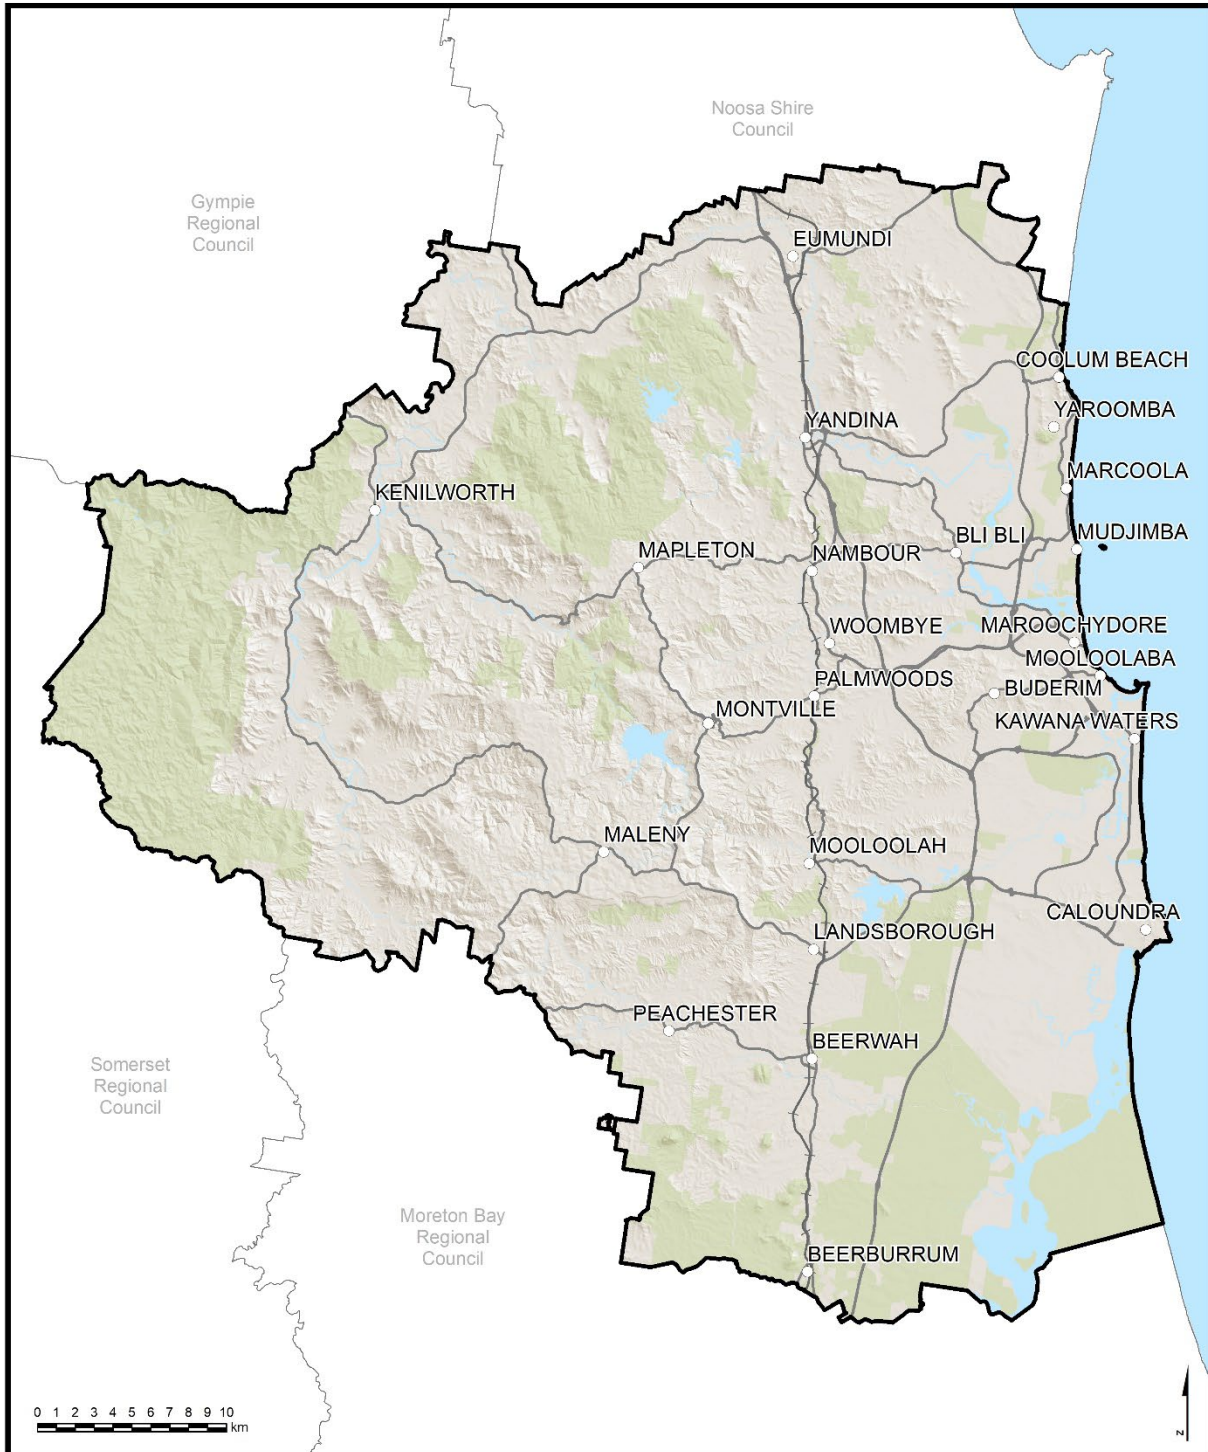 Noosa Shire
Council
Gympie
Regional
Council
EUMUNDI
COOLUM BEACH
YAROOMBA
YANDINA
MARCOOLA
KENILWORTH
MUDJIMBA
BLI BLI
MAPLETON
NAMBOUR
WOOMBYE
MAROOCHYDORE
MOOLOOLABA
PALMWOODS
BUDERIM
MONTVILLE
KAWANA WATERS
MALENY
MOOLOOLAH
CALOUNDRA
LANDSBOROUGH
PEACHESTER
BEERWAH
Somerset
Regional
Council
Moreton Bay
Regional
Council
BEERBURRUM
0 1 2 3 4 5 6 7 8 9 10
km
N